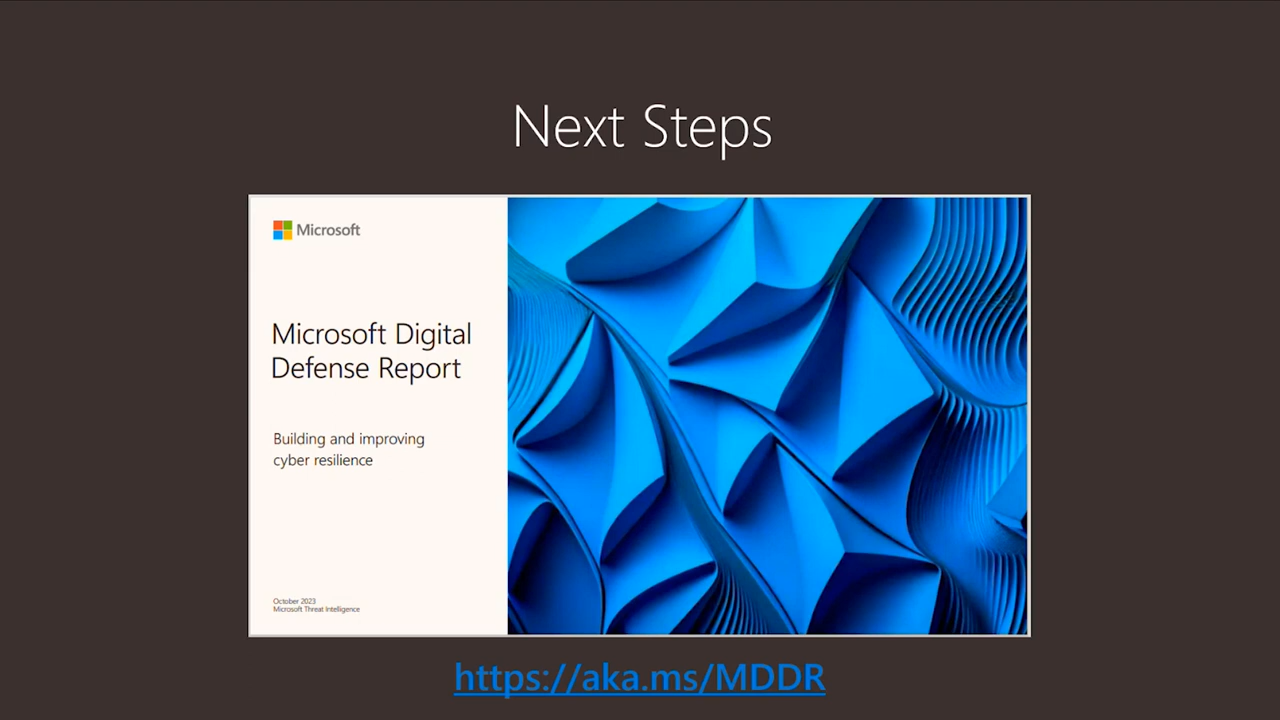 Next Steps
Microsoft
Microsoft Digital
Defense Report
Building and improving
cyber resilience
October 2023
Microsoft Threat Intelligence
https://aka.ms/MDDR